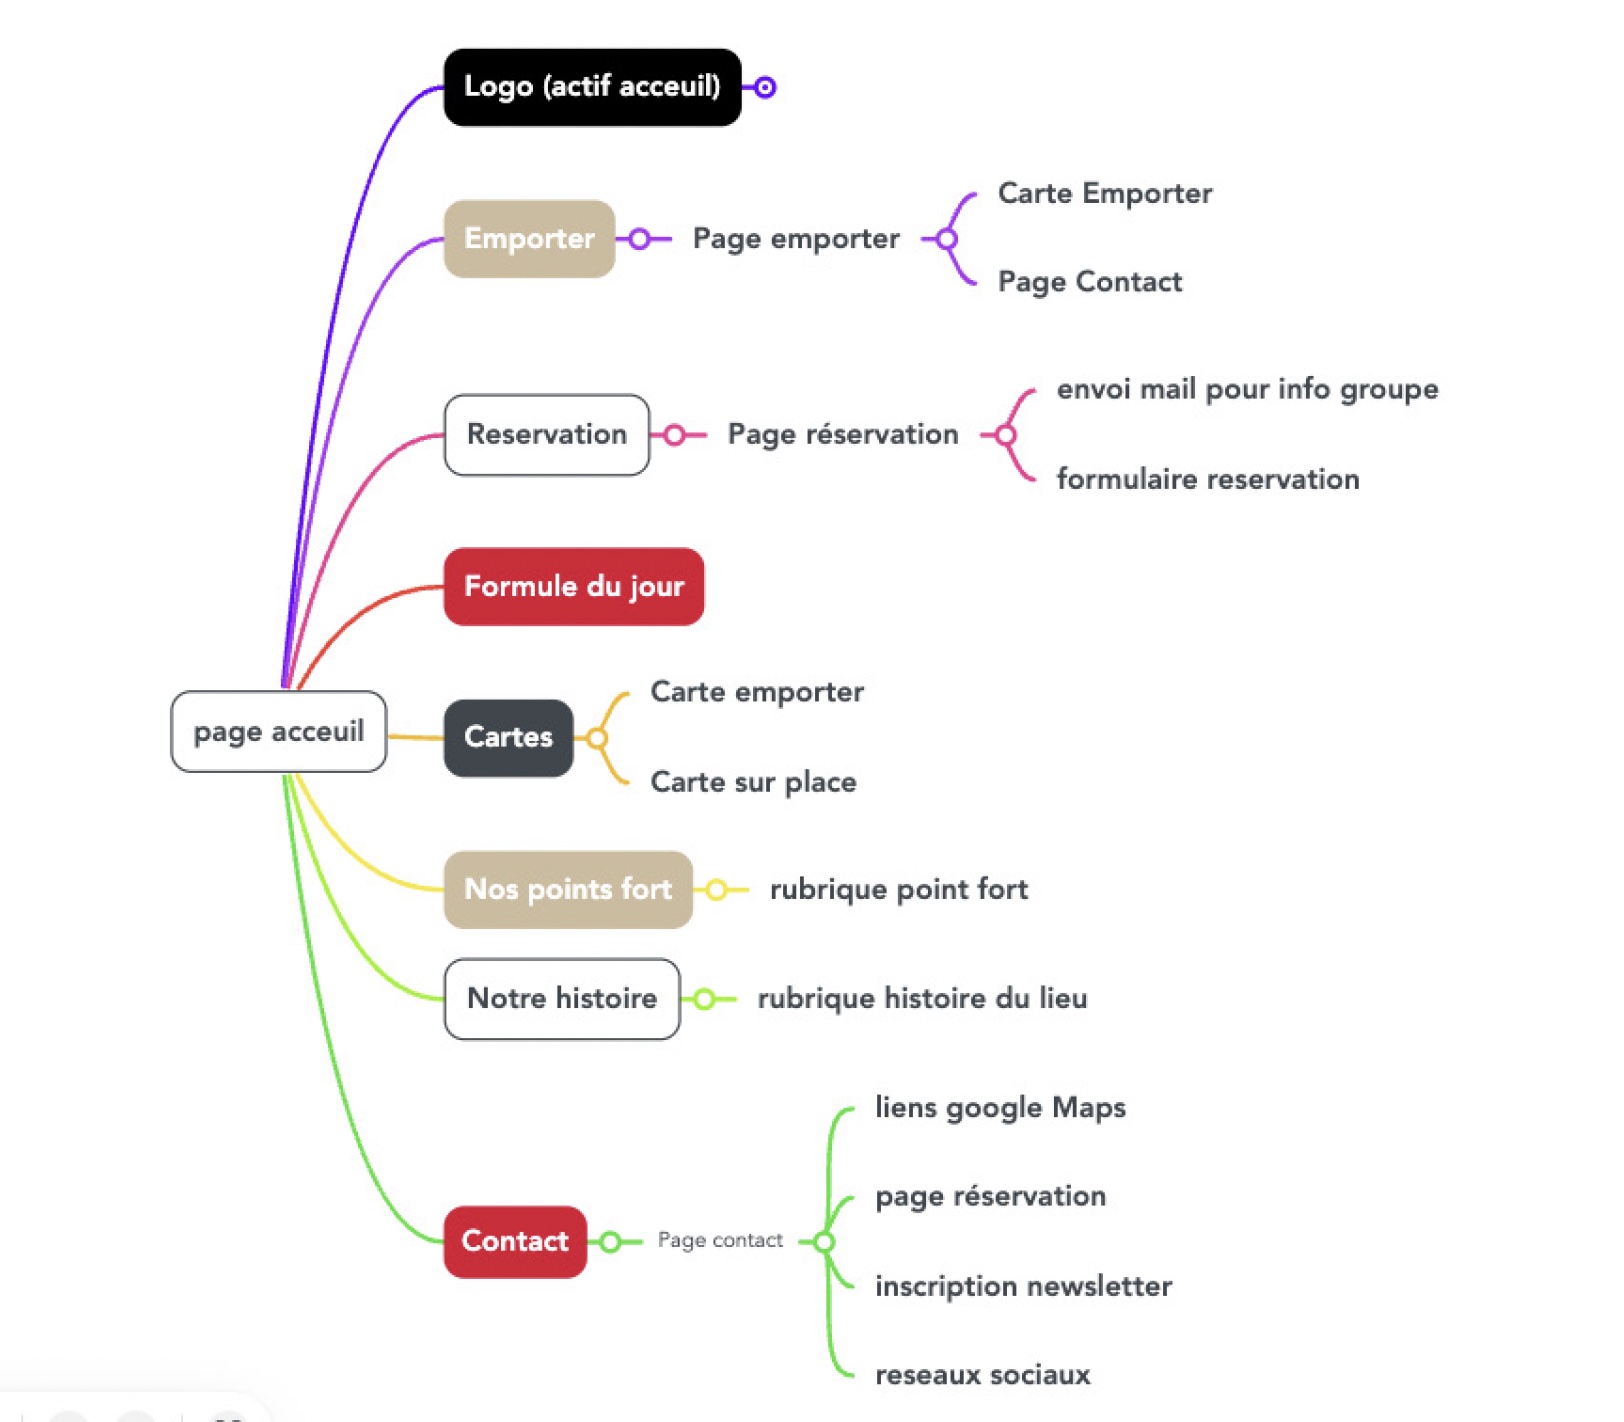 Logo (actif acceuil)
Emporter
Page emporter
Carte Emporter
Page Contact
Reservation
Page réservation
envoi mail pour info groupe
formulaire reservation
Formule du jour
page acceuil
Cartes
Carte emporter
Carte sur place
Nos points fort
rubrique point fort
Notre histoire
rubrique histoire du lieu
Contact
Page contact
liens google Maps
page réservation
inscription newsletter
reseaux sociaux